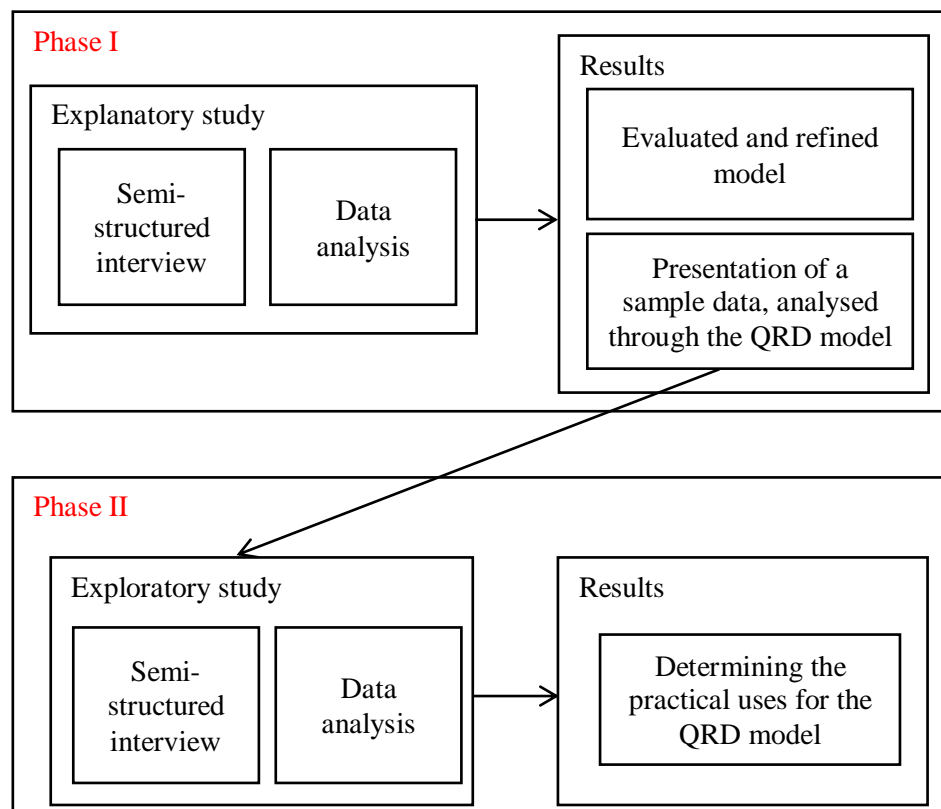 Phase I
Explanatory study
Semi-
structured
interview
Data
analysis
Results
Evaluated and refined
model
Presentation of a
sample data, analysed
through the QRD model
Phase II
Exploratory study
Semi-
structured
interview
Data
analysis
Results
Determining the
practical uses for the
QRD model